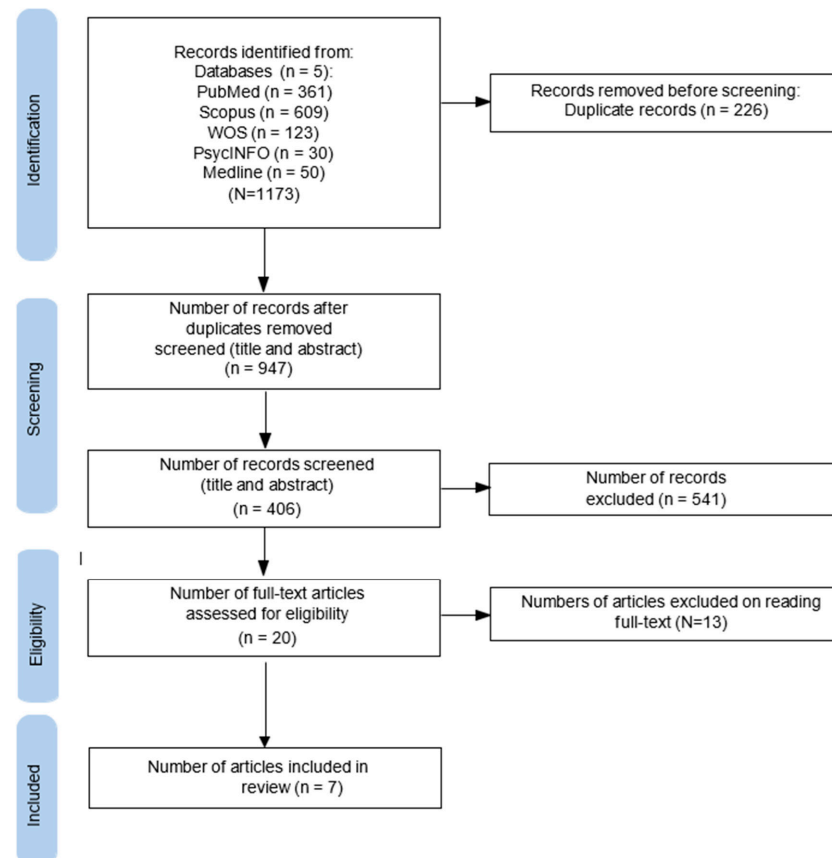 Identification
Records identified from:
Databases (n = 5):
PubMed (n = 361)
Scopus (n = 609)
WOS (n = 123)
PsycINFO (n = 30)
Medline (n = 50)
(N=1173)
Records removed before screening:
Duplicate records (n = 226)
Screening
Number of records after
duplicates removed
screened (title and abstract)
(n = 947)
Number of records screened
(title and abstract)
(n = 406)
Number of records
excluded (n = 541)
Eligibility
Number of full-text articles
assessed for eligibility
(n = 20)
Numbers of articles excluded on reading
full-text (N=13)
Included
Number of articles included in
review (n = 7)